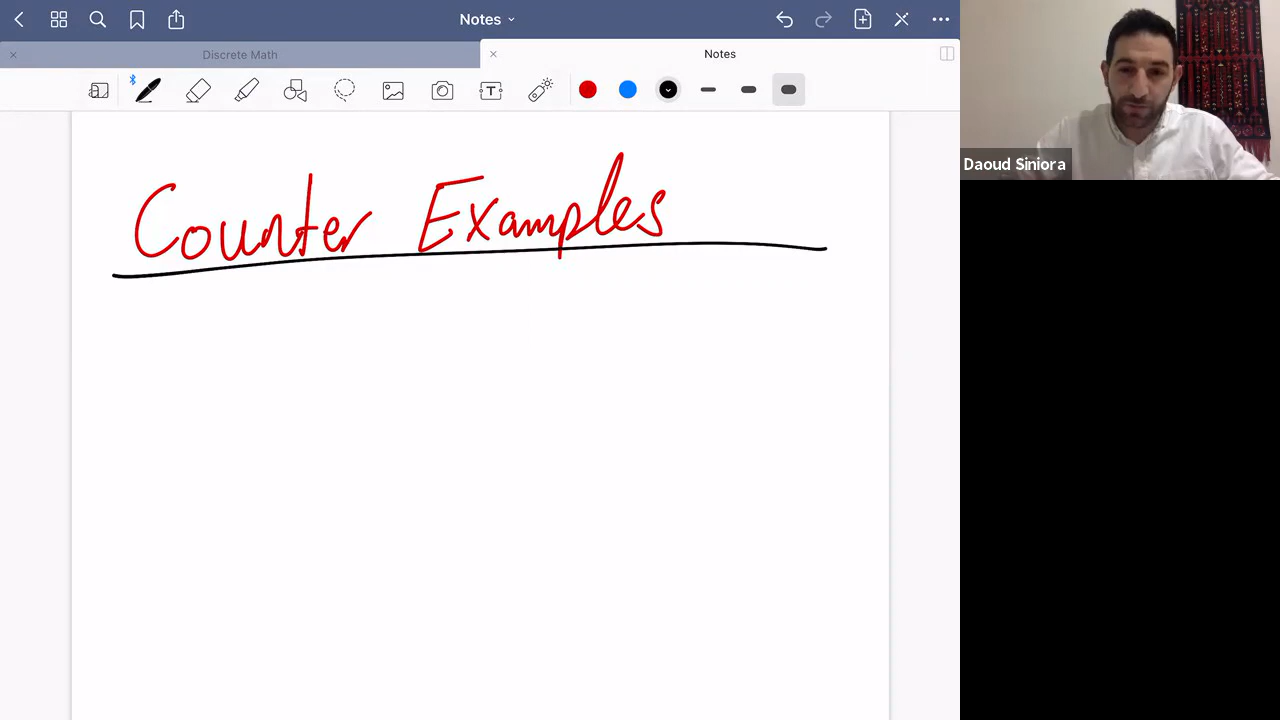 Notes
Discrete Math
Notes
T
Counter Examples
Daoud Siniora